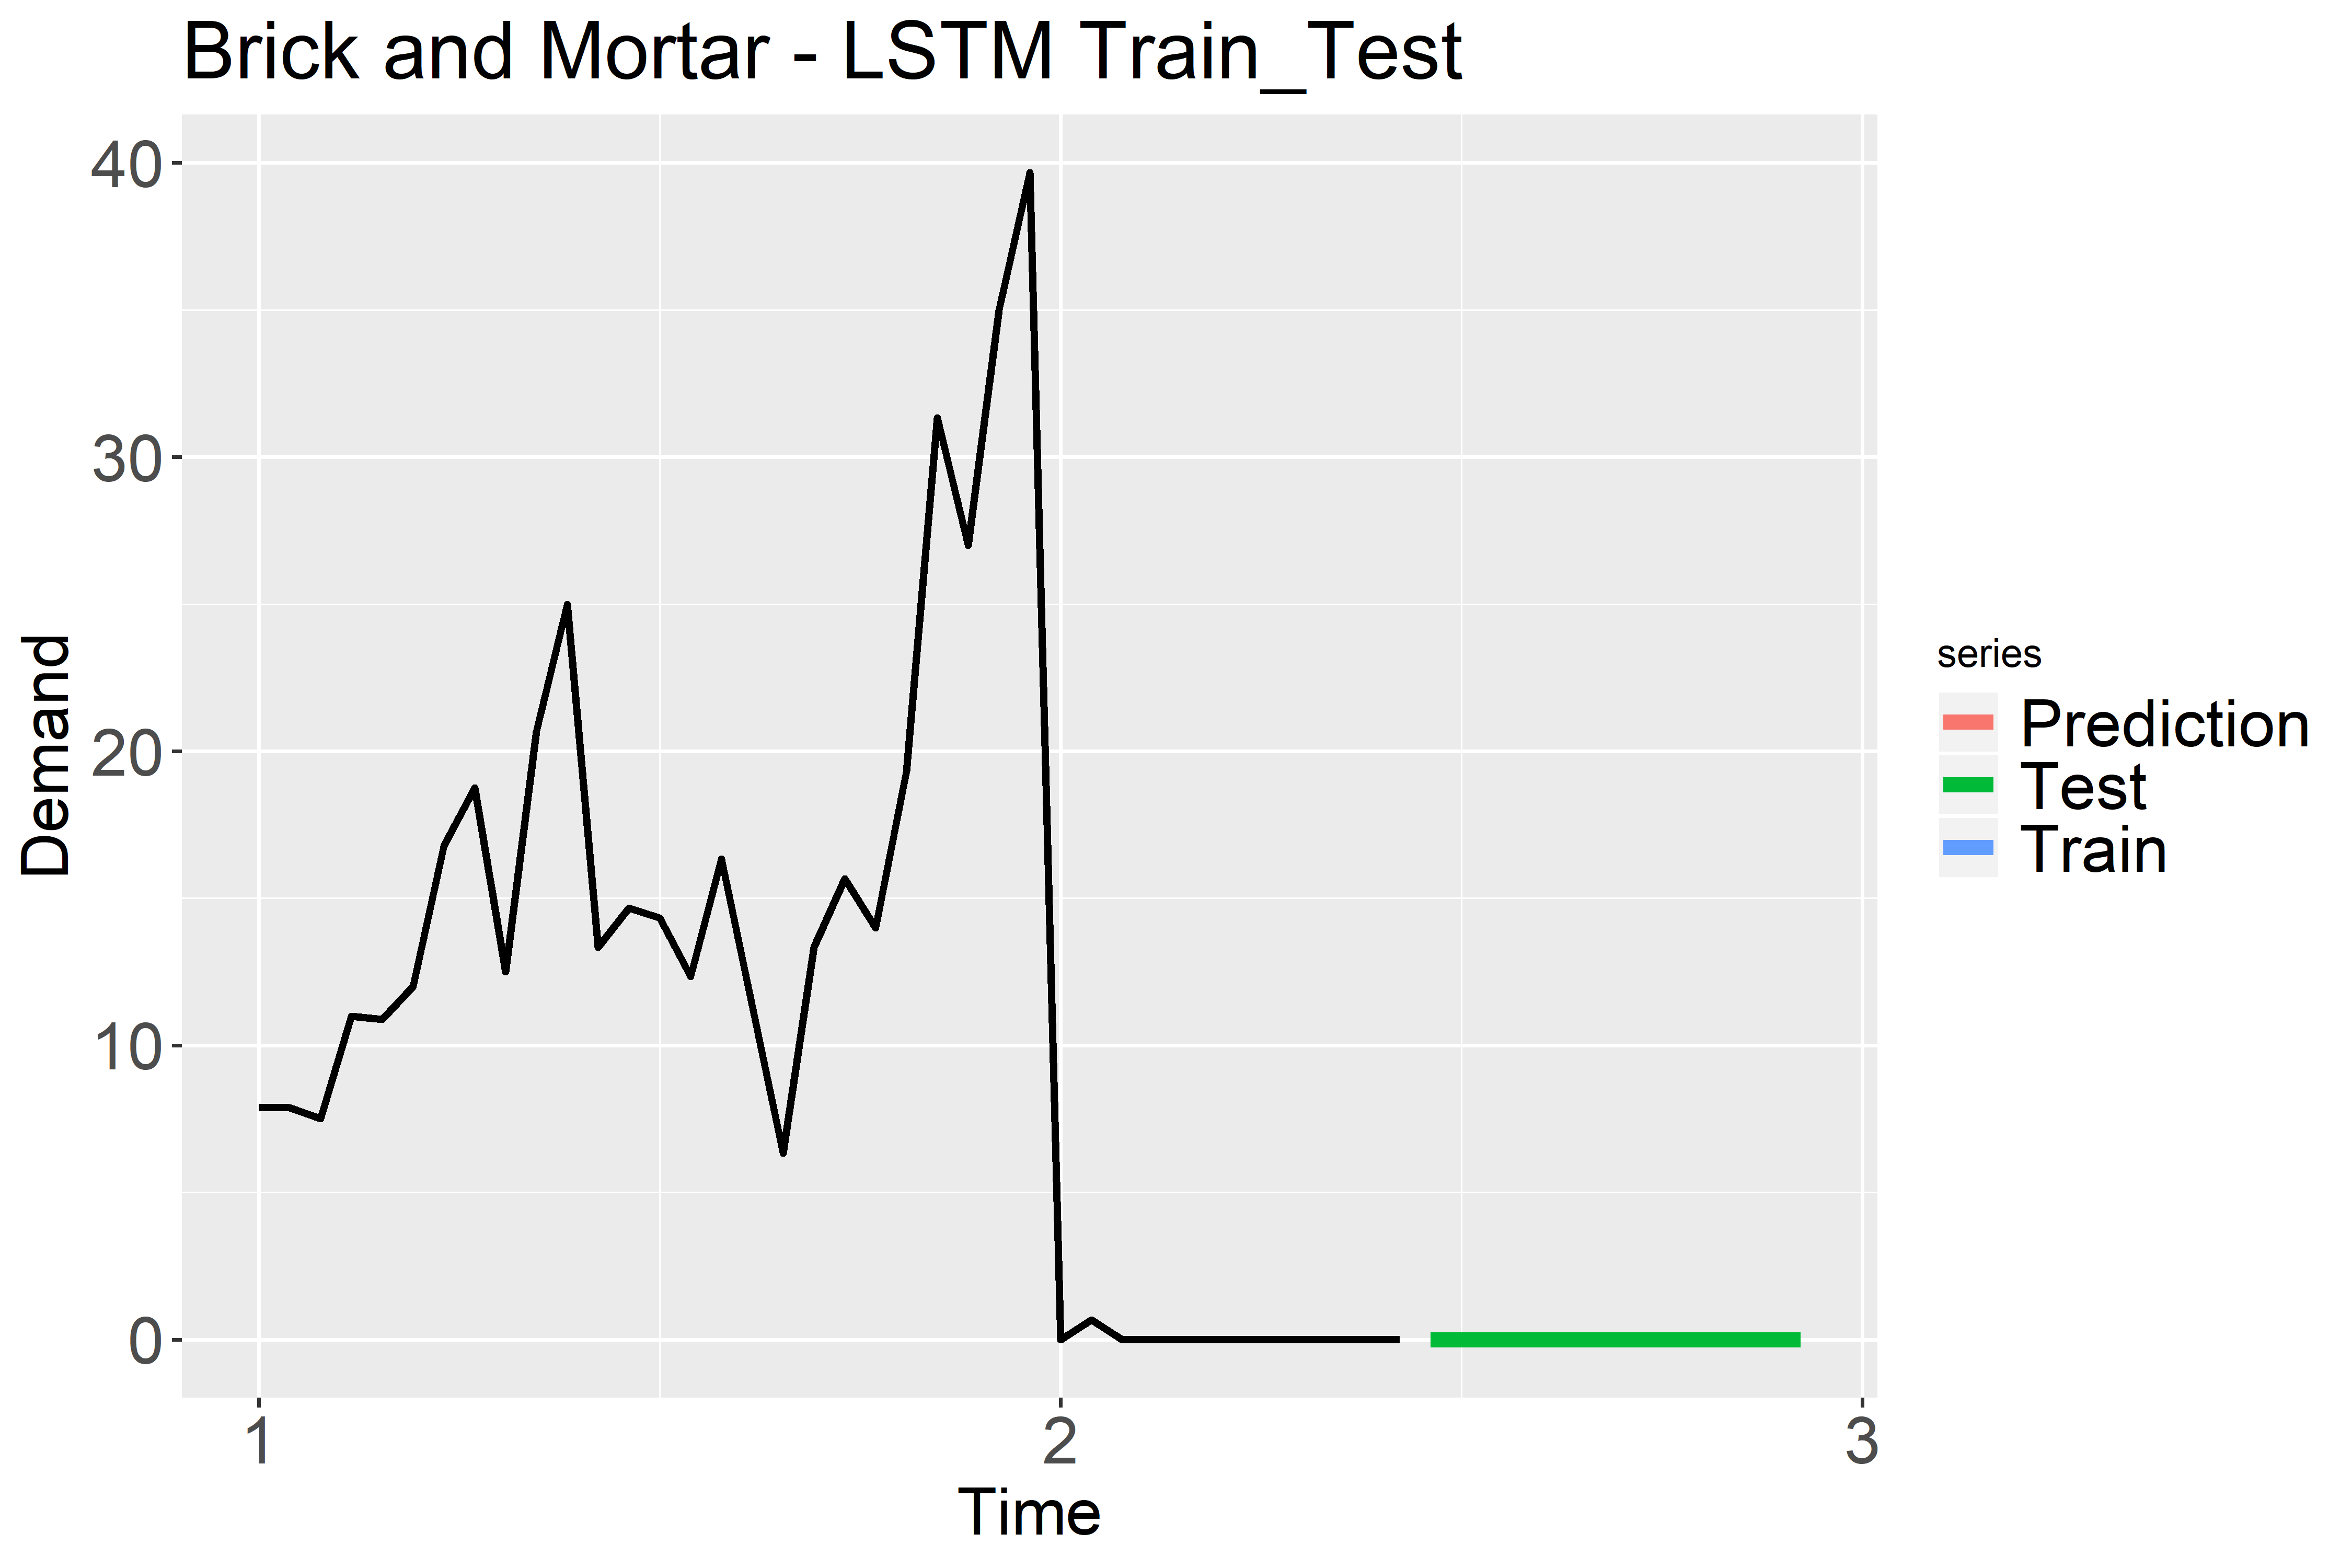 Brick and Mortar - LSTM Train_Test
40
30
20
10
0
Demand
1
2
3
Time
series
Prediction
Test
Train